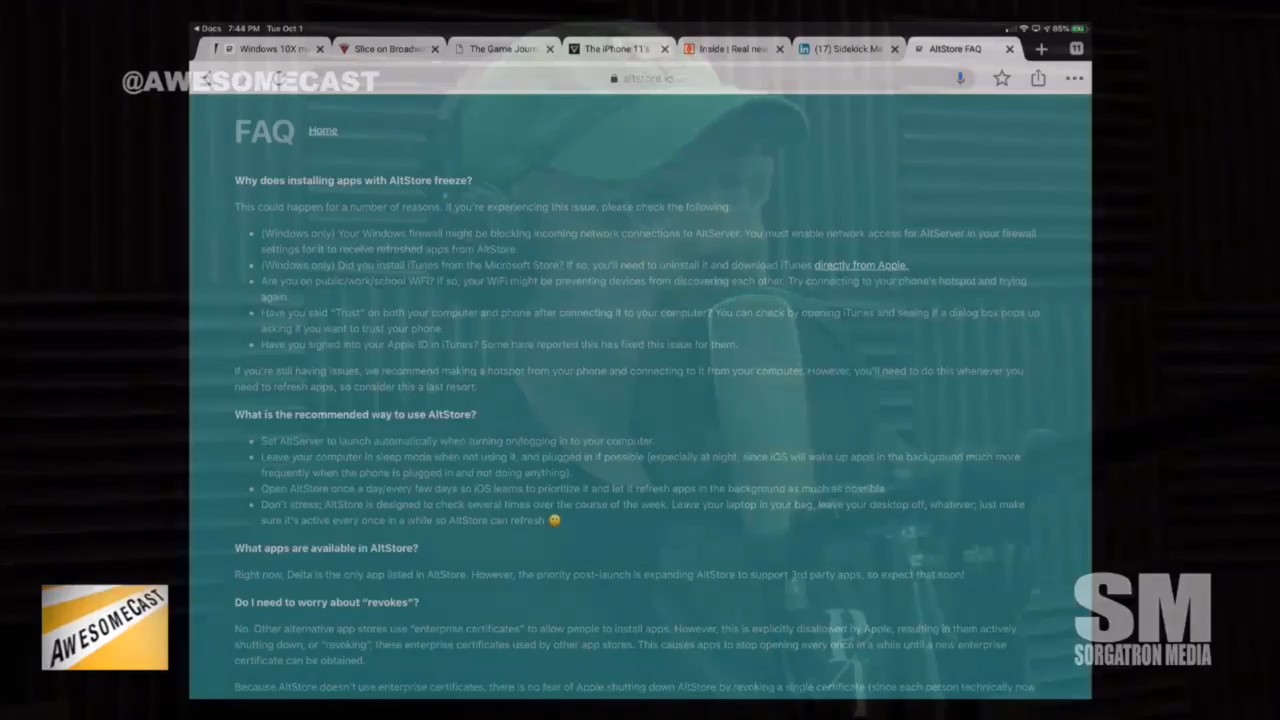 Docs 7:44 PM Tue Oct 1
85%
Windows 10X m
Slice on Broadwa
The Game Journ
The iPhone 11's
Inside | Real new
(17) Sidekick Me
AltStore FAQ
11
@AWESOMECAST
altstore.io
FAQ Home
Why does installing apps with AltStore freeze?
This could happen for a number of reasons. If you're experiencing this issue, please check the following:
(Windows only) Your Windows firewall might be blocking incoming network connections to AltServer. You must enable network access for AltServer in your firewall
settings for it to receive refreshed apps from AltStore.
(Windows only) Did you install iTunes from the Microsoft Store? If so, you'll need to uninstall it and download iTunes directly from Apple.
Are you on public/work/school WiFi? If so, your WiFi might be preventing devices from discovering each other. Try connecting to your phone's hotspot and trying
again.
Have you said "Trust" on both your computer and phone after connecting it to your computer? You can check by opening iTunes and seeing if a dialog box pops up
asking if you want to trust your phone.
Have you signed into your Apple ID in iTunes? Some have reported this has fixed this issue for them.
If you're still having issues, we recommend making a hotspot from your phone and connecting to it from your computer. However, you'll need to do this whenever you
need to refresh apps, so consider this a last resort.
What is the recommended way to use AltStore?
Set AltServer to launch automatically when turning on/logging in to your computer.
Leave your computer in sleep mode when not using it, and plugged in if possible (especially at night, since iOS will wake up apps in the background much more
frequently when the phone is plugged in and not doing anything).
Open AltStore once a day/every few days so iOS learns to prioritize it and let it refresh apps in the background as much as possible.
Don't stress; AltStore is designed to check several times over the course of the week. Leave your laptop in your bag, leave your desktop off, whatever; just make
sure it's active every once in a while so AltStore can refresh
What apps are available in AltStore?
Right now, Delta is the only app listed in AltStore. However, the priority post-launch is expanding AltStore to support 3rd party apps, so expect that soon!
Do I need to worry about "revokes"?
No. Other alternative app stores use "enterprise certificates" to allow people to install apps. However, this is explicitly disallowed by Apple, resulting in them actively
shutting down, or "revoking", these enterprise certificates used by other app stores. This causes apps to stop opening every once in a while until a new enterprise
certificate can be obtained.
Because AltStore doesn't use enterprise certificates, there is no fear of Apple shutting down AltStore by revoking a single certificate (since each person technically now
AWESOMECAST
SM
SORGATRON MEDIA